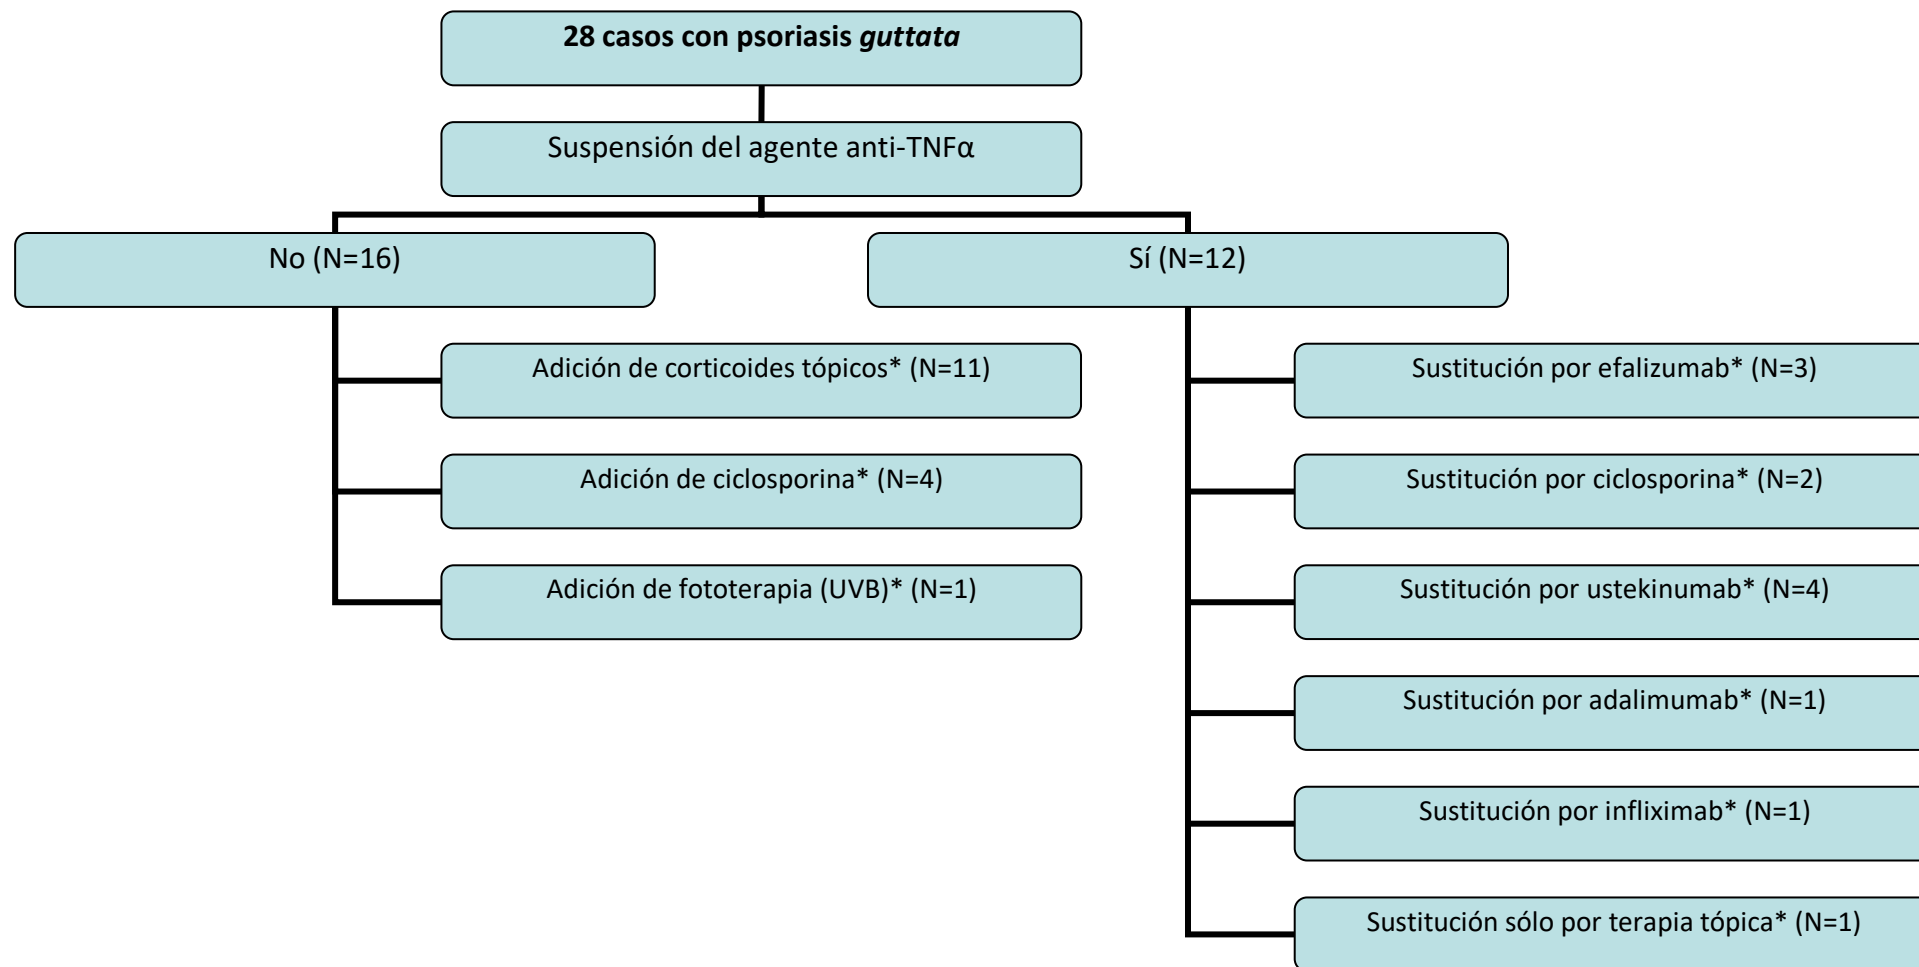 28 casos con psoriasis guttata
Suspensión del agente anti-TNFα
No (N=16)
Sí (N=12)
Adición de corticoides tópicos* (N=11)
Sustitución por efalizumab* (N=3)
Adición de ciclosporina* (N=4)
Sustitución por ciclosporina* (N=2)
Adición de fototerapia (UVB)* (N=1)
Sustitución por ustekinumab* (N=4)
Sustitución por adalimumab* (N=1)
Sustitución por infliximab* (N=1)
Sustitución sólo por terapia tópica* (N=1)